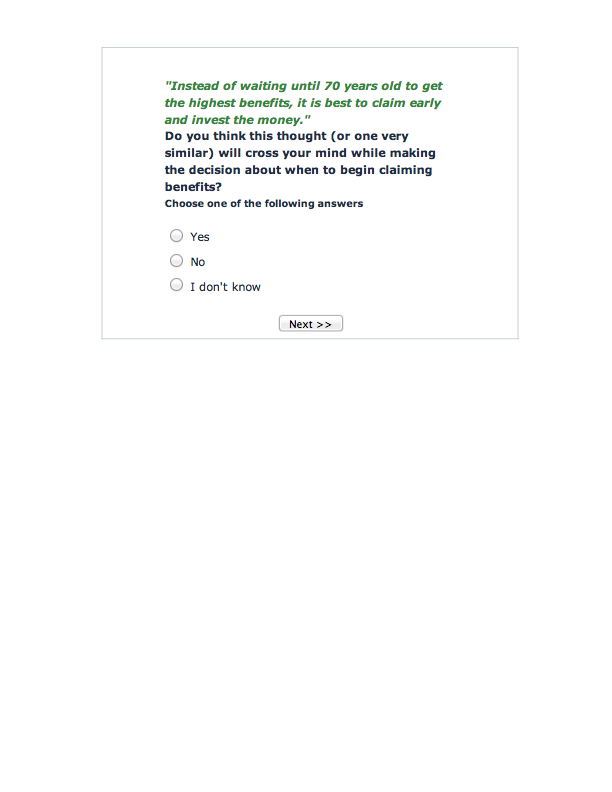 "Instead of waiting until 70 years old to get
the highest benefits, it is best to claim early
and invest the money."
Do you think this thought (or one very
similar) will cross your mind while making
the decision about when to begin claiming
benefits?
Choose one of the following answers
Yes
No
I don't know
Next >>